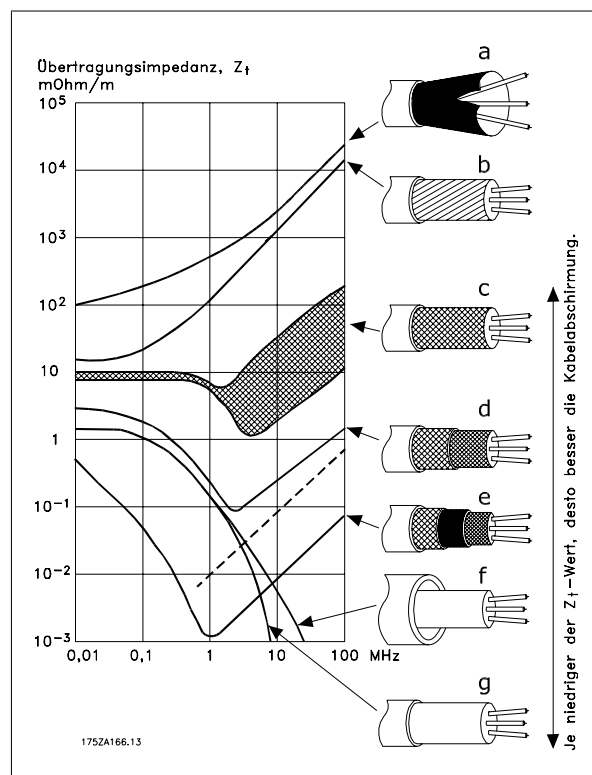 Übertragungsimpedanz, Zt
mOhm/m
10⁵
10⁴
10³
10²
10
1
10⁻¹
10⁻²
10⁻³
0,01 0,1 1 10 100 MHz
a
b
c
d
e
f
g
Je niedriger der Zt-Wert, desto besser die Kabelabschirmung.
175ZA166.13